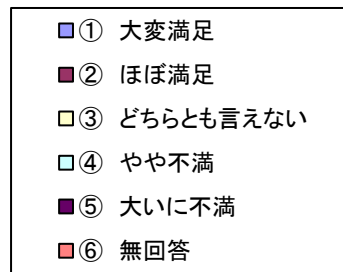 ① 大変満足
② ほぼ満足
③ どちらとも言えない
④ やや不満
⑤ 大いに不満
⑥ 無回答